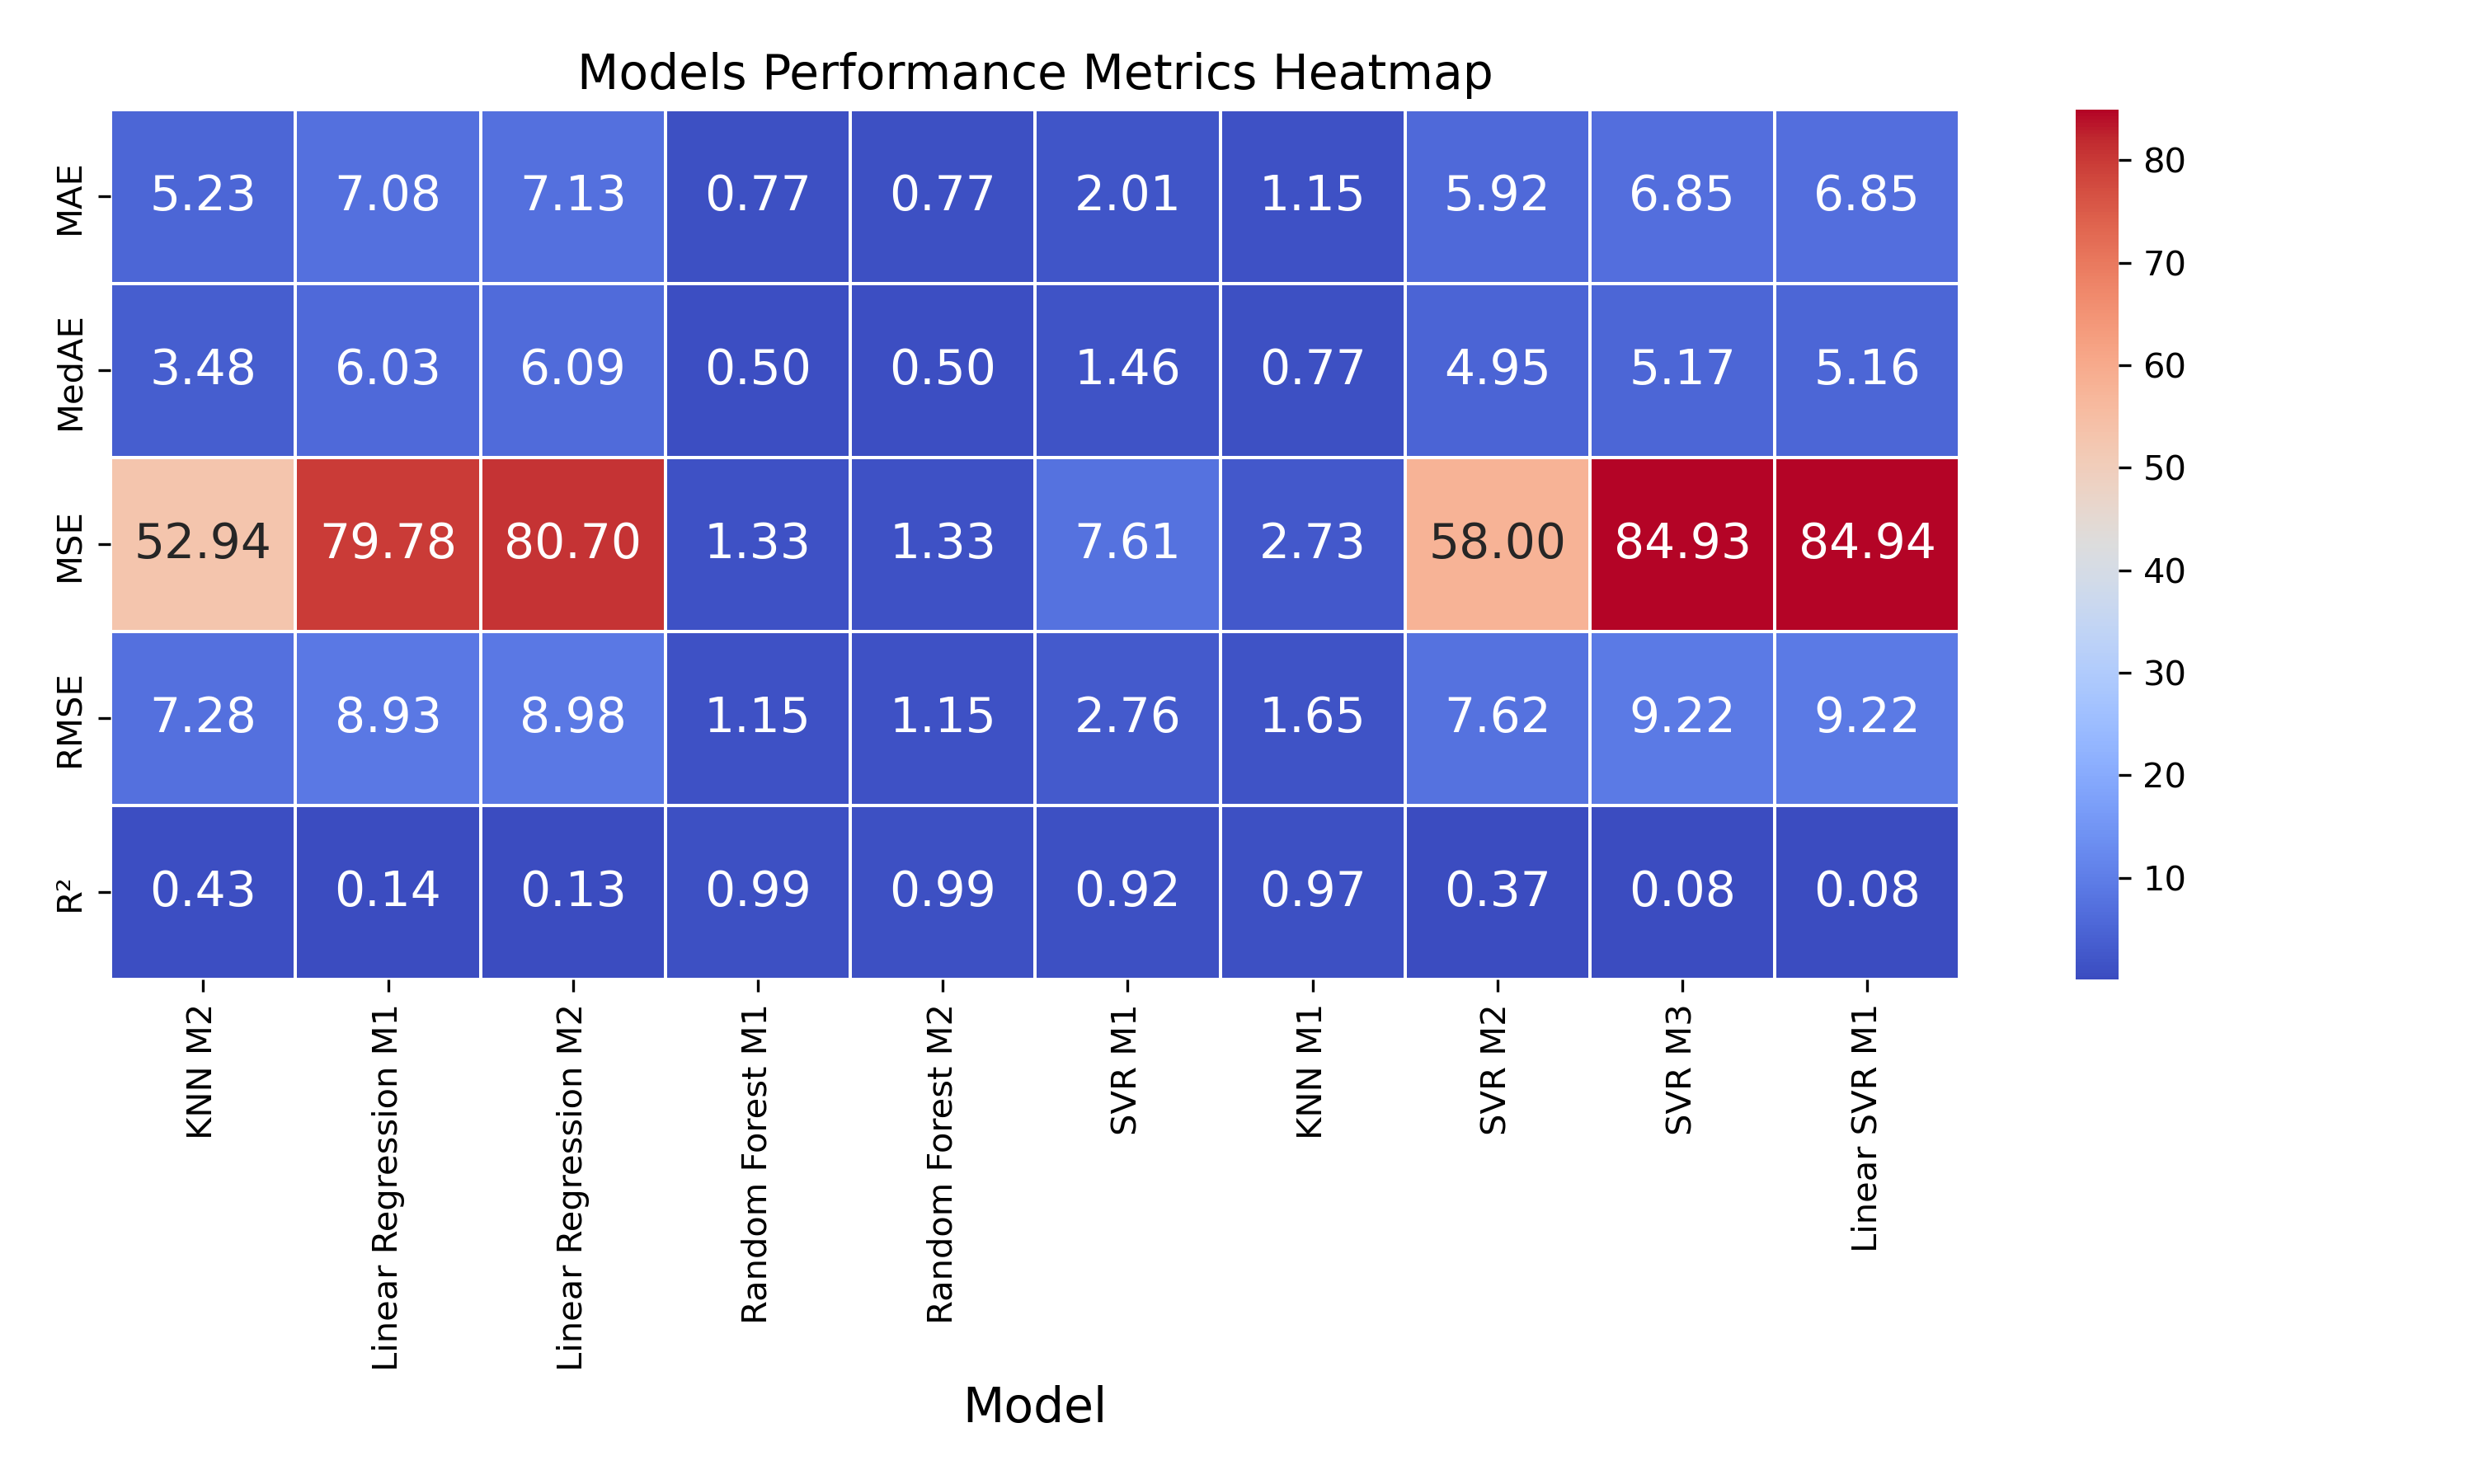 Models Performance Metrics Heatmap
MAE 5.23 7.08 7.13 0.77 0.77 2.01 1.15 5.92 6.85 6.85
MedAE 3.48 6.03 6.09 0.50 0.50 1.46 0.77 4.95 5.17 5.16
MSE 52.94 79.78 80.70 1.33 1.33 7.61 2.73 58.00 84.93 84.94
RMSE 7.28 8.93 8.98 1.15 1.15 2.76 1.65 7.62 9.22 9.22
R² 0.43 0.14 0.13 0.99 0.99 0.92 0.97 0.37 0.08 0.08
KNN M2
Linear Regression M1
Linear Regression M2
Random Forest M1
Random Forest M2
SVR M1
KNN M1
SVR M2
SVR M3
Linear SVR M1
Model
80
70
60
50
40
30
20
10